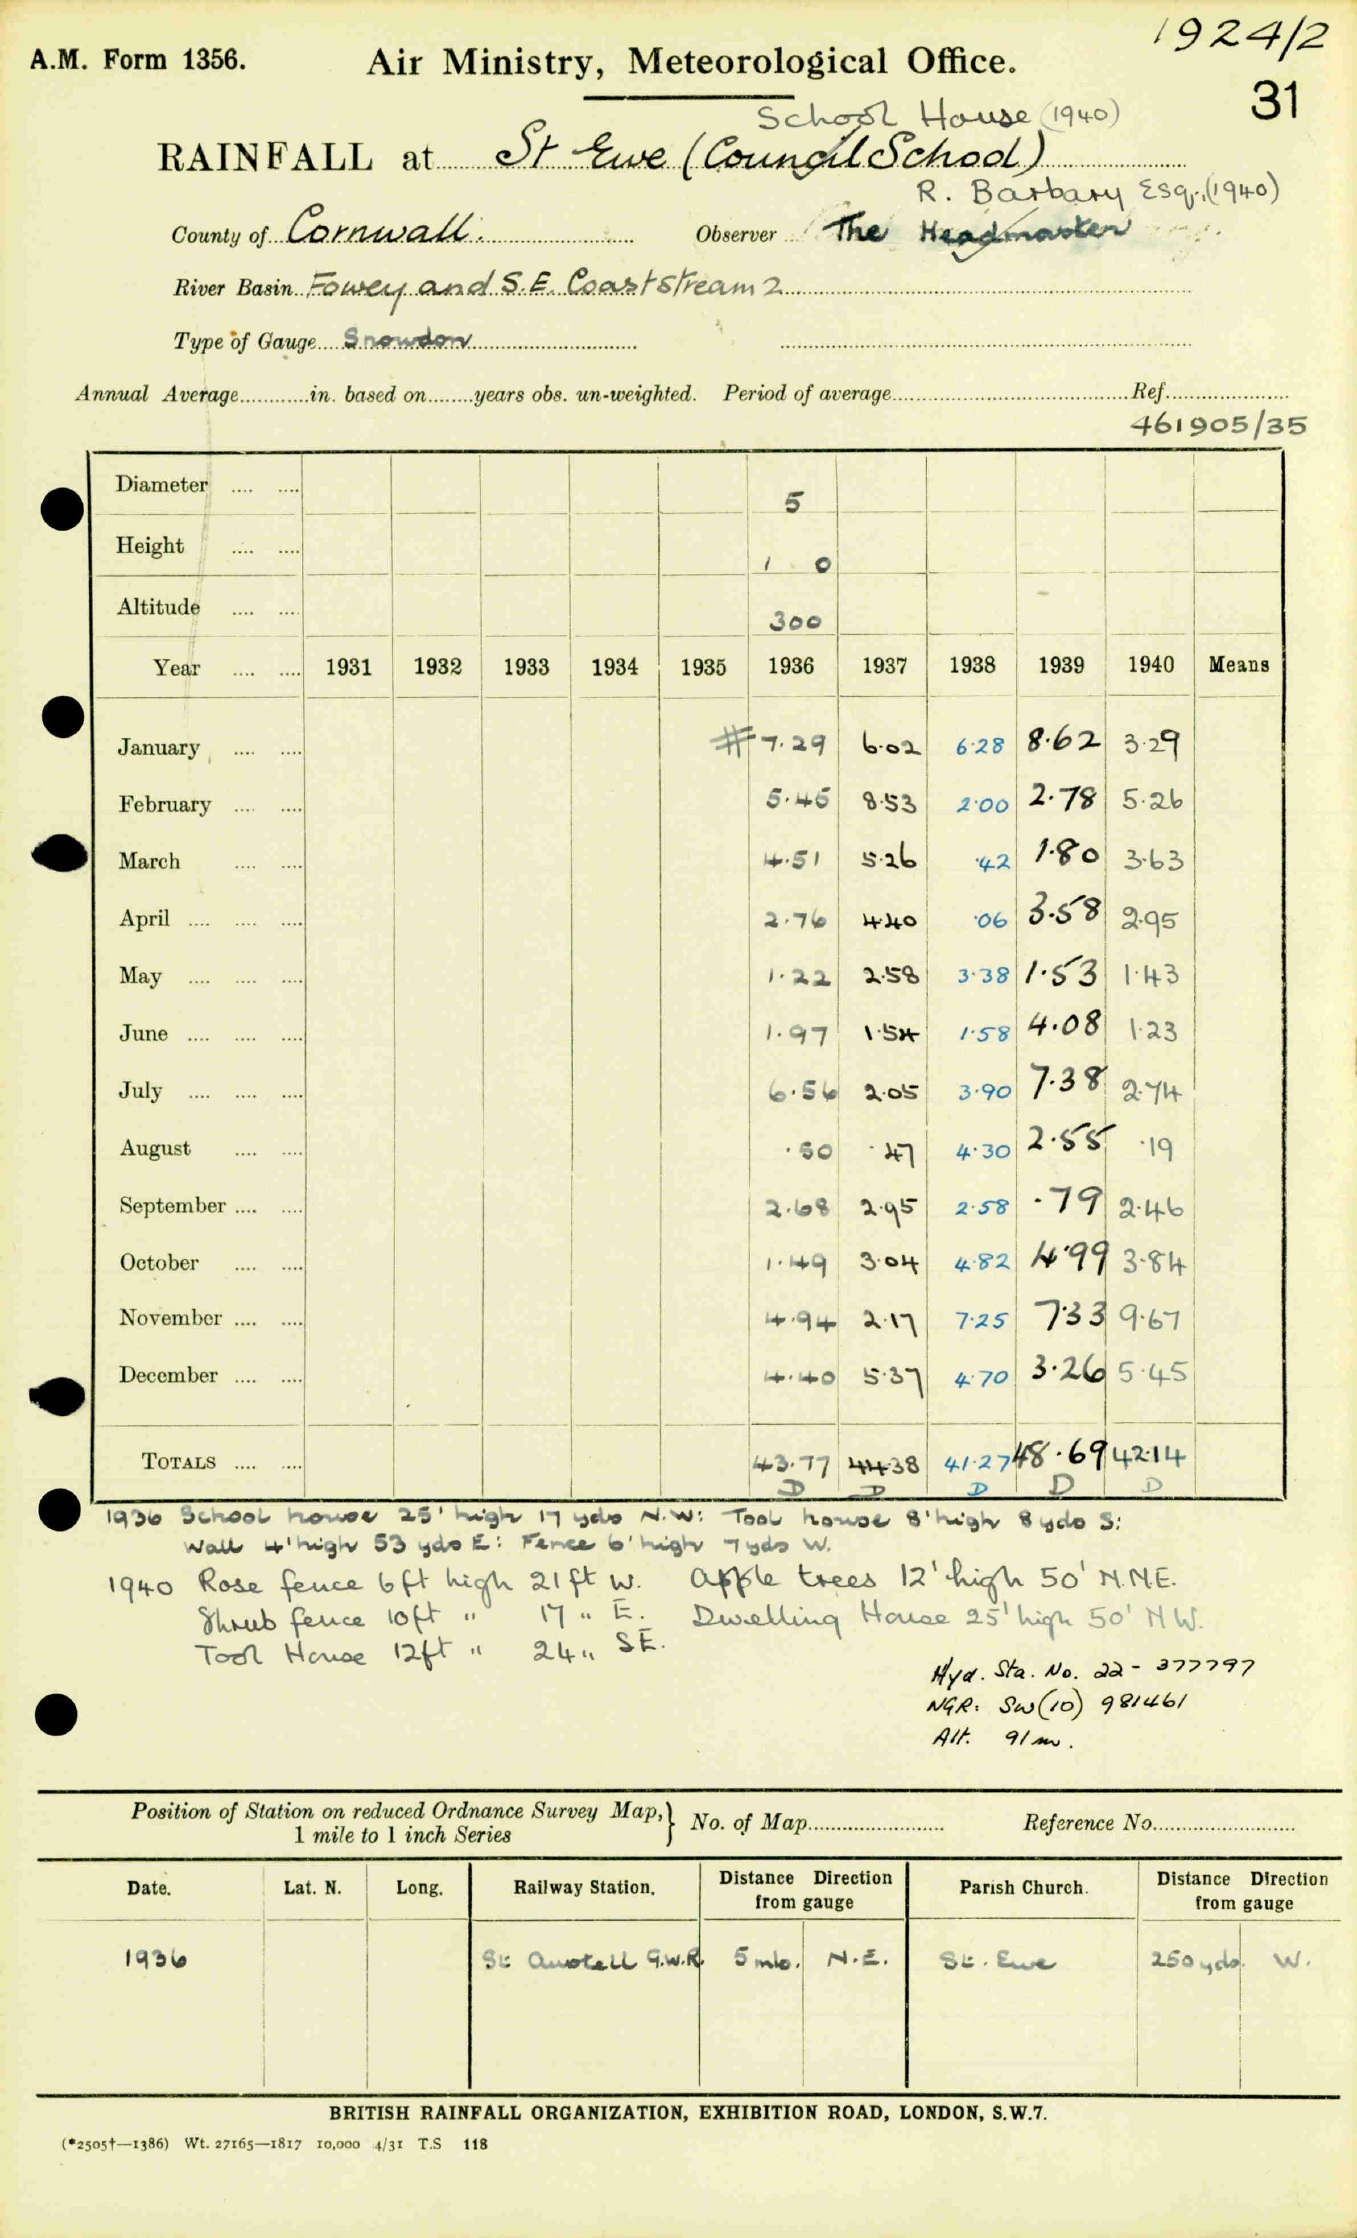 1924/2
A.M. Form 1356. Air Ministry, Meteorological Office.
31
School House (1940)
RAINFALL at St Ewe (Council School)
R. Barbary Esq. (1940)
County of Cornwall. Observer The Headmaster
River Basin Fowey and S.E. Coast Stream 2
Type of Gauge Snowdon
Annual Average in. based on years obs. un-weighted. Period of average Ref.
461905/35
Diameter 5
Height 1 0
Altitude 300
Year 1931 1932 1933 1934 1935 1936 1937 1938 1939 1940 Means
January # 7.29 6.02 6.28 8.62 3.29
February 5.45 8.53 2.00 2.78 5.26
March 4.51 5.26 .42 1.80 3.63
April 2.76 4.40 .06 3.58 2.95
May 1.22 2.58 3.38 1.53 1.43
June 1.97 1.54 1.58 4.08 1.23
July 6.56 2.05 3.90 7.38 2.74
August .50 .47 4.30 2.55 .19
September 2.68 2.95 2.58 .79 2.46
October 1.49 3.04 4.82 4.99 3.84
November 4.94 2.17 7.25 7.33 9.67
December 4.40 5.37 4.70 3.26 5.45
TOTALS 43.77 44.38 41.27 48.69 42.14
D D D D D
1936 School house 25' high 17 yds N.W: Tool house 8' high 8 yds S:
Wall 4' high 53 yds E: Fence 6' high 7 yds W.
1940 Rose fence 6ft high 21ft W. Apple trees 12' high 50' N.N.E.
Shrub fence 10ft " 17 " E. Dwelling House 25' high 50' N W.
Tool House 12ft " 24 " SE.
Hyd. Sta. No. 22 - 377797
NGR: SW(10) 981461
Alt. 91m.
Position of Station on reduced Ordnance Survey Map, } No. of Map Reference No.
1 mile to 1 inch Series
Date. Lat. N. Long. Railway Station. Distance Direction from gauge Parish Church. Distance Direction from gauge
1936 St Austell G.W.R. 5 mls. N.E. St. Ewe 250 yds. W.
BRITISH RAINFALL ORGANIZATION, EXHIBITION ROAD, LONDON, S.W.7.
(*2505†—1386) Wt. 27165—1817 10,000 4/31 T.S 118